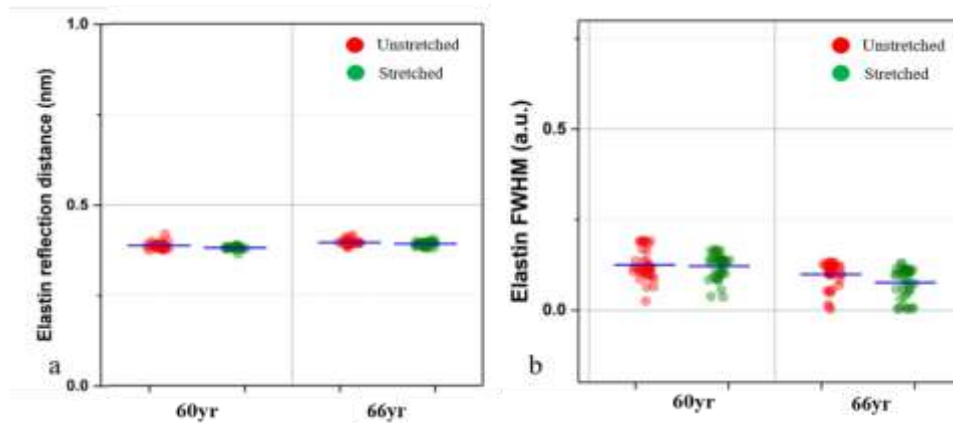 Elastin reflection distance (nm)
1.0
0.5
0.0
Unstretched
Stretched
a
60yr
66yr
Elastin FWHM (a.u.)
0.5
0.0
Unstretched
Stretched
b
60yr
66yr